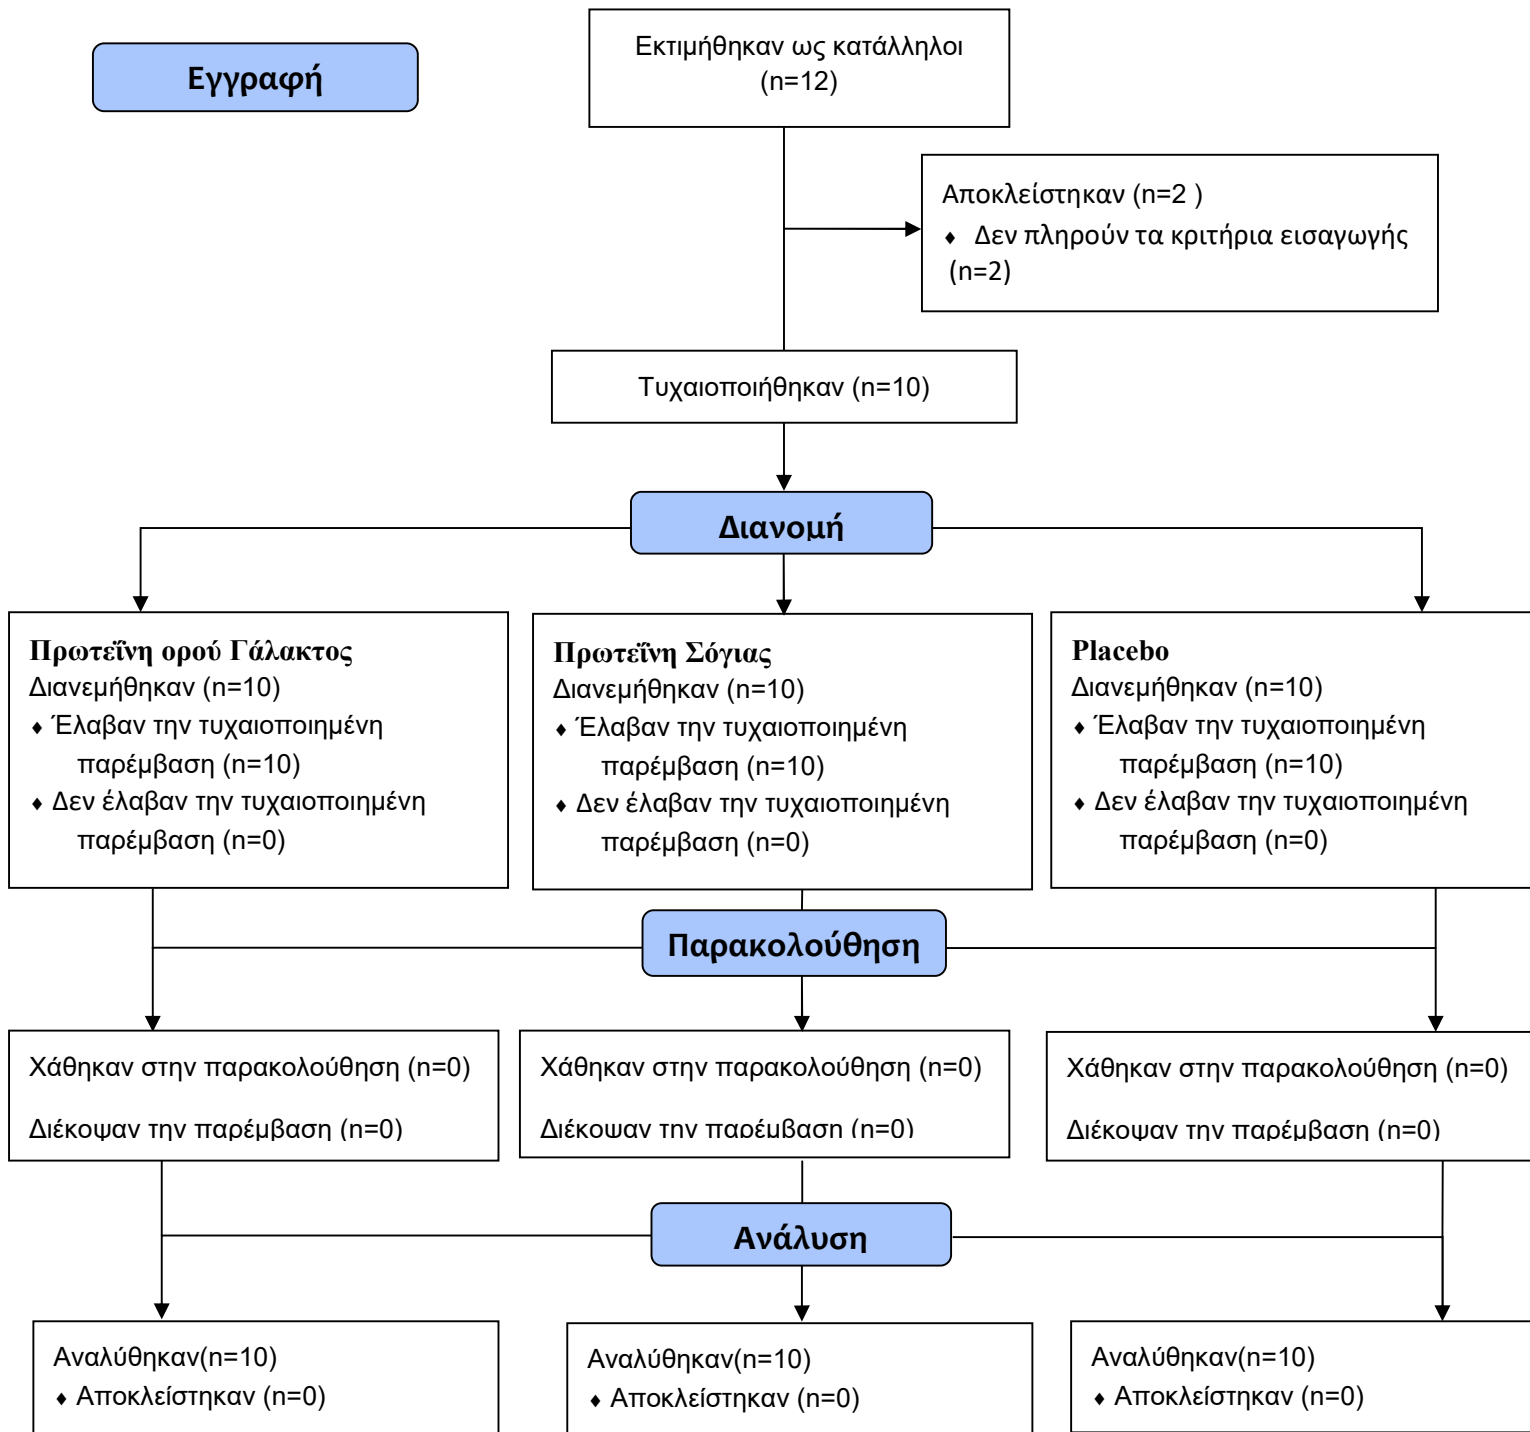 Εγγραφή
Εκτιμήθηκαν ως κατάλληλοι
(n=12)
Αποκλείστηκαν (n=2 )
♦ Δεν πληρούν τα κριτήρια εισαγωγής
(n=2)
Τυχαιοποιήθηκαν (n=10)
Διανομή
Πρωτεΐνη ορού Γάλακτος
Διανεμήθηκαν (n=10)
♦ Έλαβαν την τυχαιοποιημένη
παρέμβαση (n=10)
♦ Δεν έλαβαν την τυχαιοποιημένη
παρέμβαση (n=0)
Πρωτεΐνη Σόγιας
Διανεμήθηκαν (n=10)
♦ Έλαβαν την τυχαιοποιημένη
παρέμβαση (n=10)
♦ Δεν έλαβαν την τυχαιοποιημένη
παρέμβαση (n=0)
Placebo
Διανεμήθηκαν (n=10)
♦ Έλαβαν την τυχαιοποιημένη
παρέμβαση (n=10)
♦ Δεν έλαβαν την τυχαιοποιημένη
παρέμβαση (n=0)
Παρακολούθηση
Χάθηκαν στην παρακολούθηση (n=0)
Διέκοψαν την παρέμβαση (n=0)
Χάθηκαν στην παρακολούθηση (n=0)
Διέκοψαν την παρέμβαση (n=0)
Χάθηκαν στην παρακολούθηση (n=0)
Διέκοψαν την παρέμβαση (n=0)
Ανάλυση
Αναλύθηκαν(n=10)
♦ Αποκλείστηκαν (n=0)
Αναλύθηκαν(n=10)
♦ Αποκλείστηκαν (n=0)
Αναλύθηκαν(n=10)
♦ Αποκλείστηκαν (n=0)